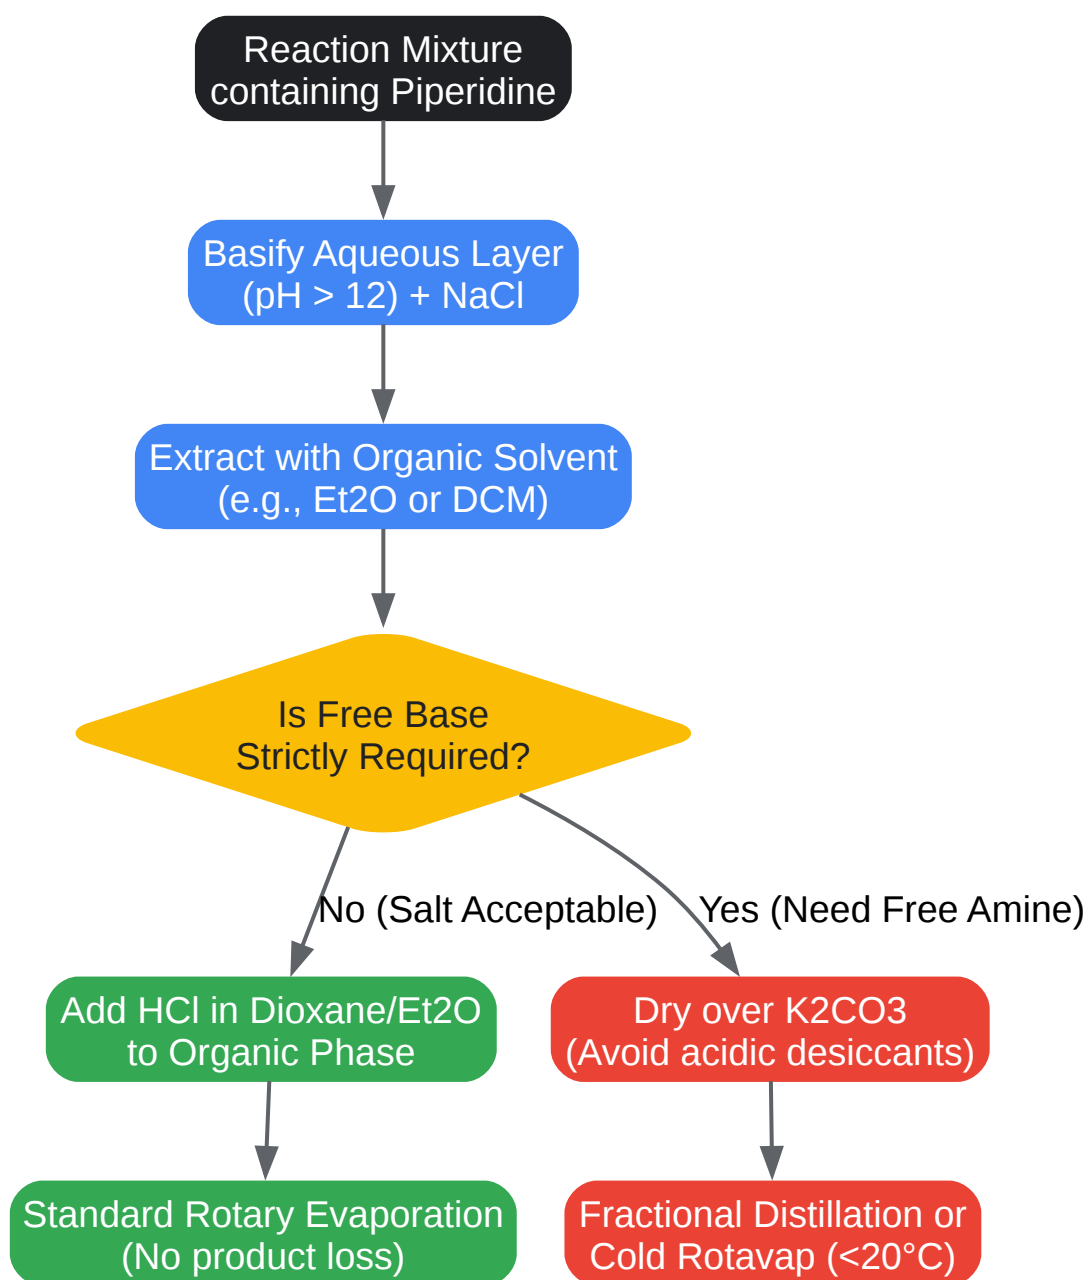 Reaction Mixture
containing Piperidine
Basify Aqueous Layer
(pH > 12) + NaCl
Extract with Organic Solvent
(e.g., Et2O or DCM)
Is Free Base
Strictly Required?
No (Salt Acceptable)
Yes (Need Free Amine)
Add HCl in Dioxane/Et2O
to Organic Phase
Dry over K2CO3
(Avoid acidic desiccants)
Standard Rotary Evaporation
(No product loss)
Fractional Distillation or
Cold Rotavap (<20°C)